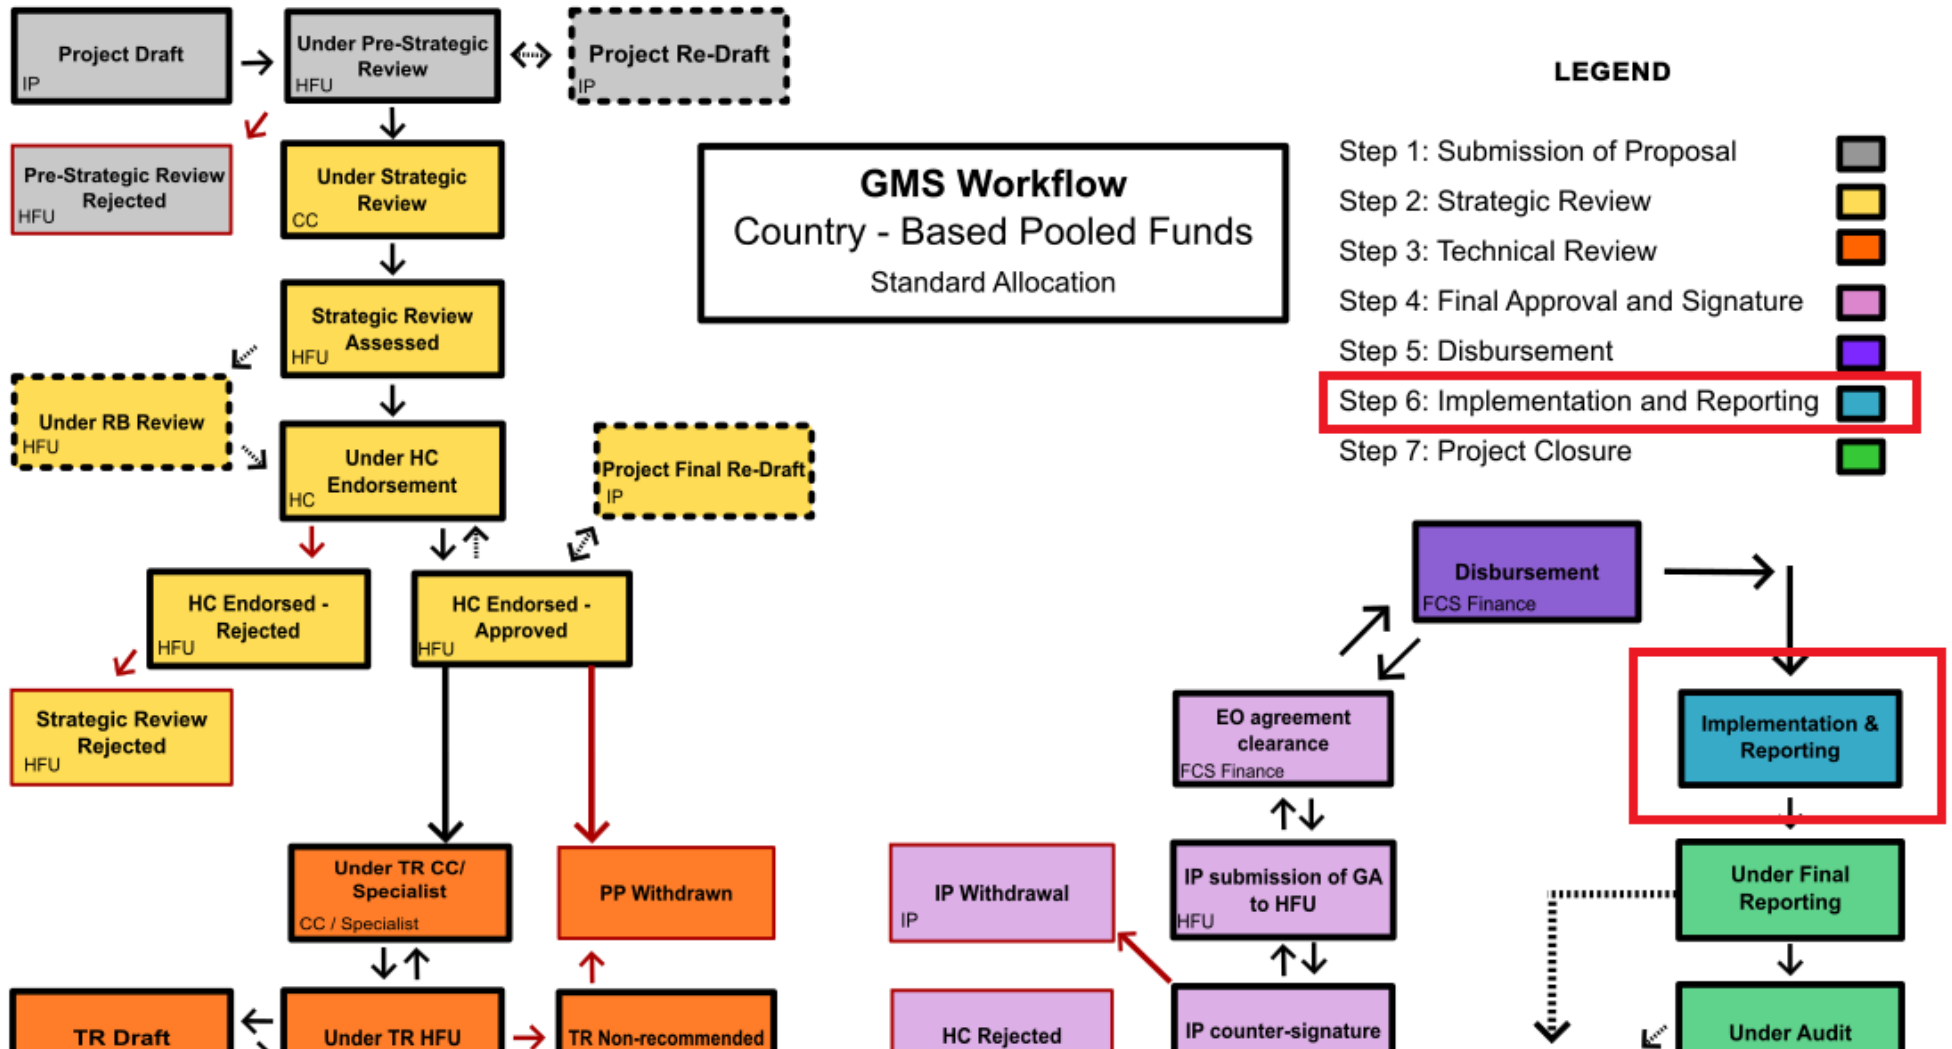 Project Draft
IP
Under Pre-Strategic
Review
HFU
Project Re-Draft
IP
Pre-Strategic Review
Rejected
HFU
Under Strategic
Review
CC
Strategic Review
Assessed
HFU
Under RB Review
HFU
Under HC
Endorsement
HC
Project Final Re-Draft
IP
HC Endorsed -
Rejected
HFU
HC Endorsed -
Approved
HFU
Strategic Review
Rejected
HFU
Under TR CC/
Specialist
CC / Specialist
PP Withdrawn
TR Draft
Under TR HFU
TR Non-recommended
GMS Workflow
Country - Based Pooled Funds
Standard Allocation
LEGEND
Step 1: Submission of Proposal
Step 2: Strategic Review
Step 3: Technical Review
Step 4: Final Approval and Signature
Step 5: Disbursement
Step 6: Implementation and Reporting
Step 7: Project Closure
Disbursement
FCS Finance
EO agreement
clearance
FCS Finance
Implementation &
Reporting
IP Withdrawal
IP
IP submission of GA
to HFU
HFU
Under Final
Reporting
HC Rejected
IP counter-signature
Under Audit